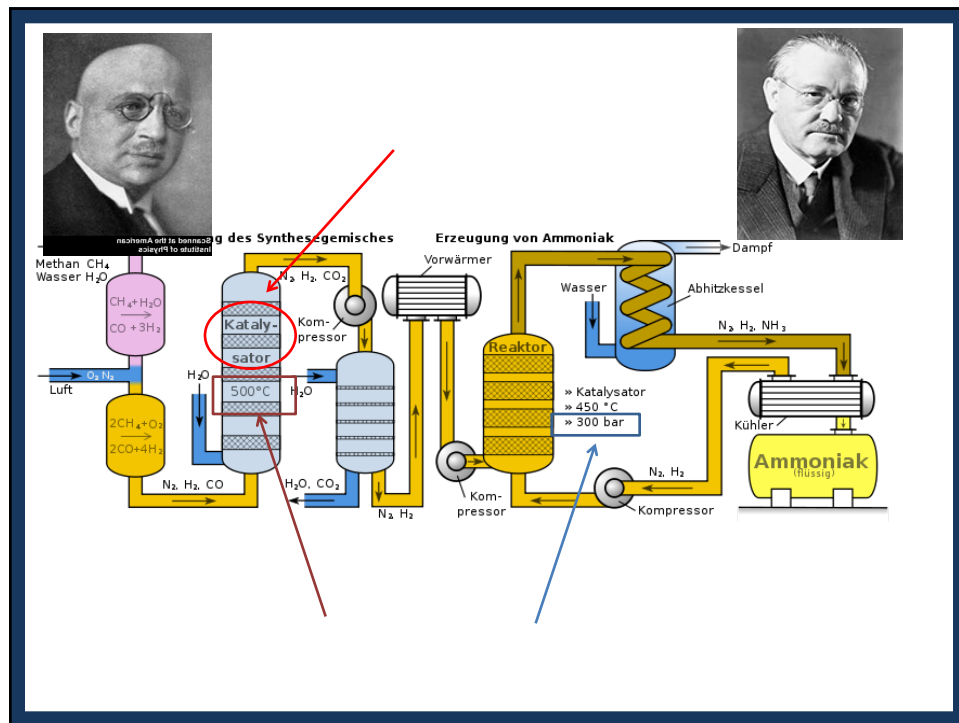 Scanned at the American
Institute of Physics
ng des Synthesegemisches
Erzeugung von Ammoniak
Methan CH₄
Wasser H₂O
CH₄+H₂O
CO +3H₂
O₂ N₂
Luft
2CH₄+O₂
2CO+4H₂
N₂, H₂, CO
H₂O
Kataly-
sator
500°C
N₂, H₂, CO₂
Kom-
pressor
H₂O
H₂O, CO₂
N₂, H₂
Vorwärmer
Kom-
pressor
Reaktor
» Katalysator
» 450 °C
» 300 bar
Wasser
Dampf
Abhitzkessel
N₂, H₂, NH₃
Kühler
N₂, H₂
Kompressor
Ammoniak
(flüssig)